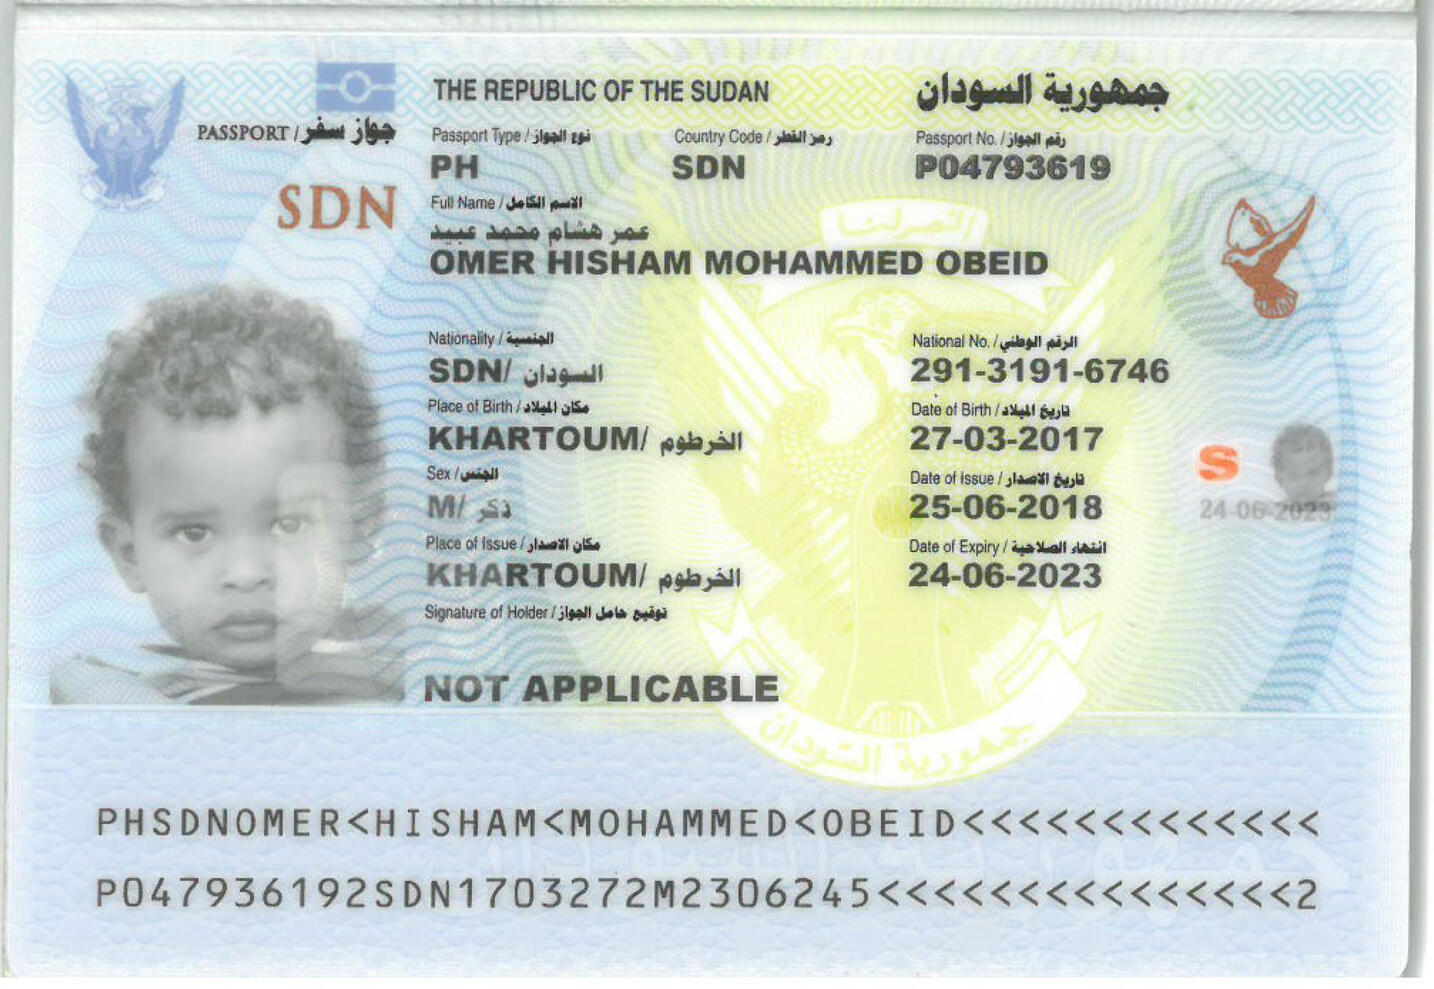 THE REPUBLIC OF THE SUDAN جمهورية السودان
PASSPORT / جواز سفر
Passport Type / نوع الجواز Country Code / رمز القطر Passport No. / رقم الجواز
PH SDN P04793619
SDN
Full Name / الاسم الكامل
عمر هشام محمد عبيد
OMER HISHAM MOHAMMED OBEID
النصر لنا
Nationality / الجنسية National No. / الرقم الوطني
SDN/ السودان 291-3191-6746
Place of Birth / مكان الميلاد Date of Birth / تاريخ الميلاد
KHARTOUM/ الخرطوم 27-03-2017
S
Sex / الجنس Date of Issue / تاريخ الاصدار
M/ ذكر 25-06-2018
24-06-2023
Place of Issue / مكان الاصدار Date of Expiry / انتهاء الصلاحية
KHARTOUM/ الخرطوم 24-06-2023
Signature of Holder / توقيع حامل الجواز
NOT APPLICABLE
جمهورية السودان
PHSDNOMER<HISHAM<MOHAMMED<OBEID<<<<<<<<<<<<<
P047936192SDN1703272M2306245<<<<<<<<<<<<<<<2